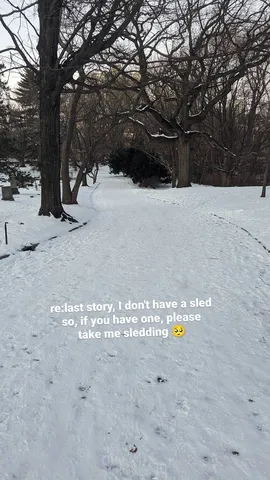 re:last story, I don't have a sled
so, if you have one, please
take me sledding 🥺